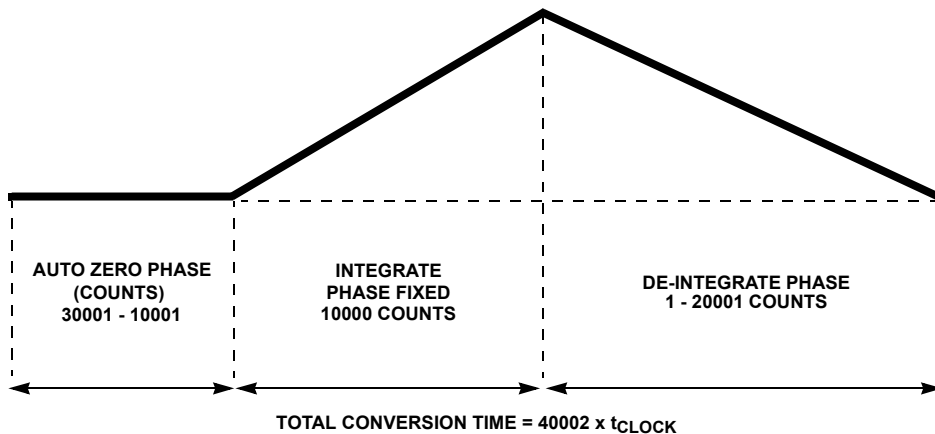 AUTO ZERO PHASE
(COUNTS)
30001 - 10001
INTEGRATE
PHASE FIXED
10000 COUNTS
DE-INTEGRATE PHASE
1 - 20001 COUNTS
TOTAL CONVERSION TIME = 40002 x tCLOCK